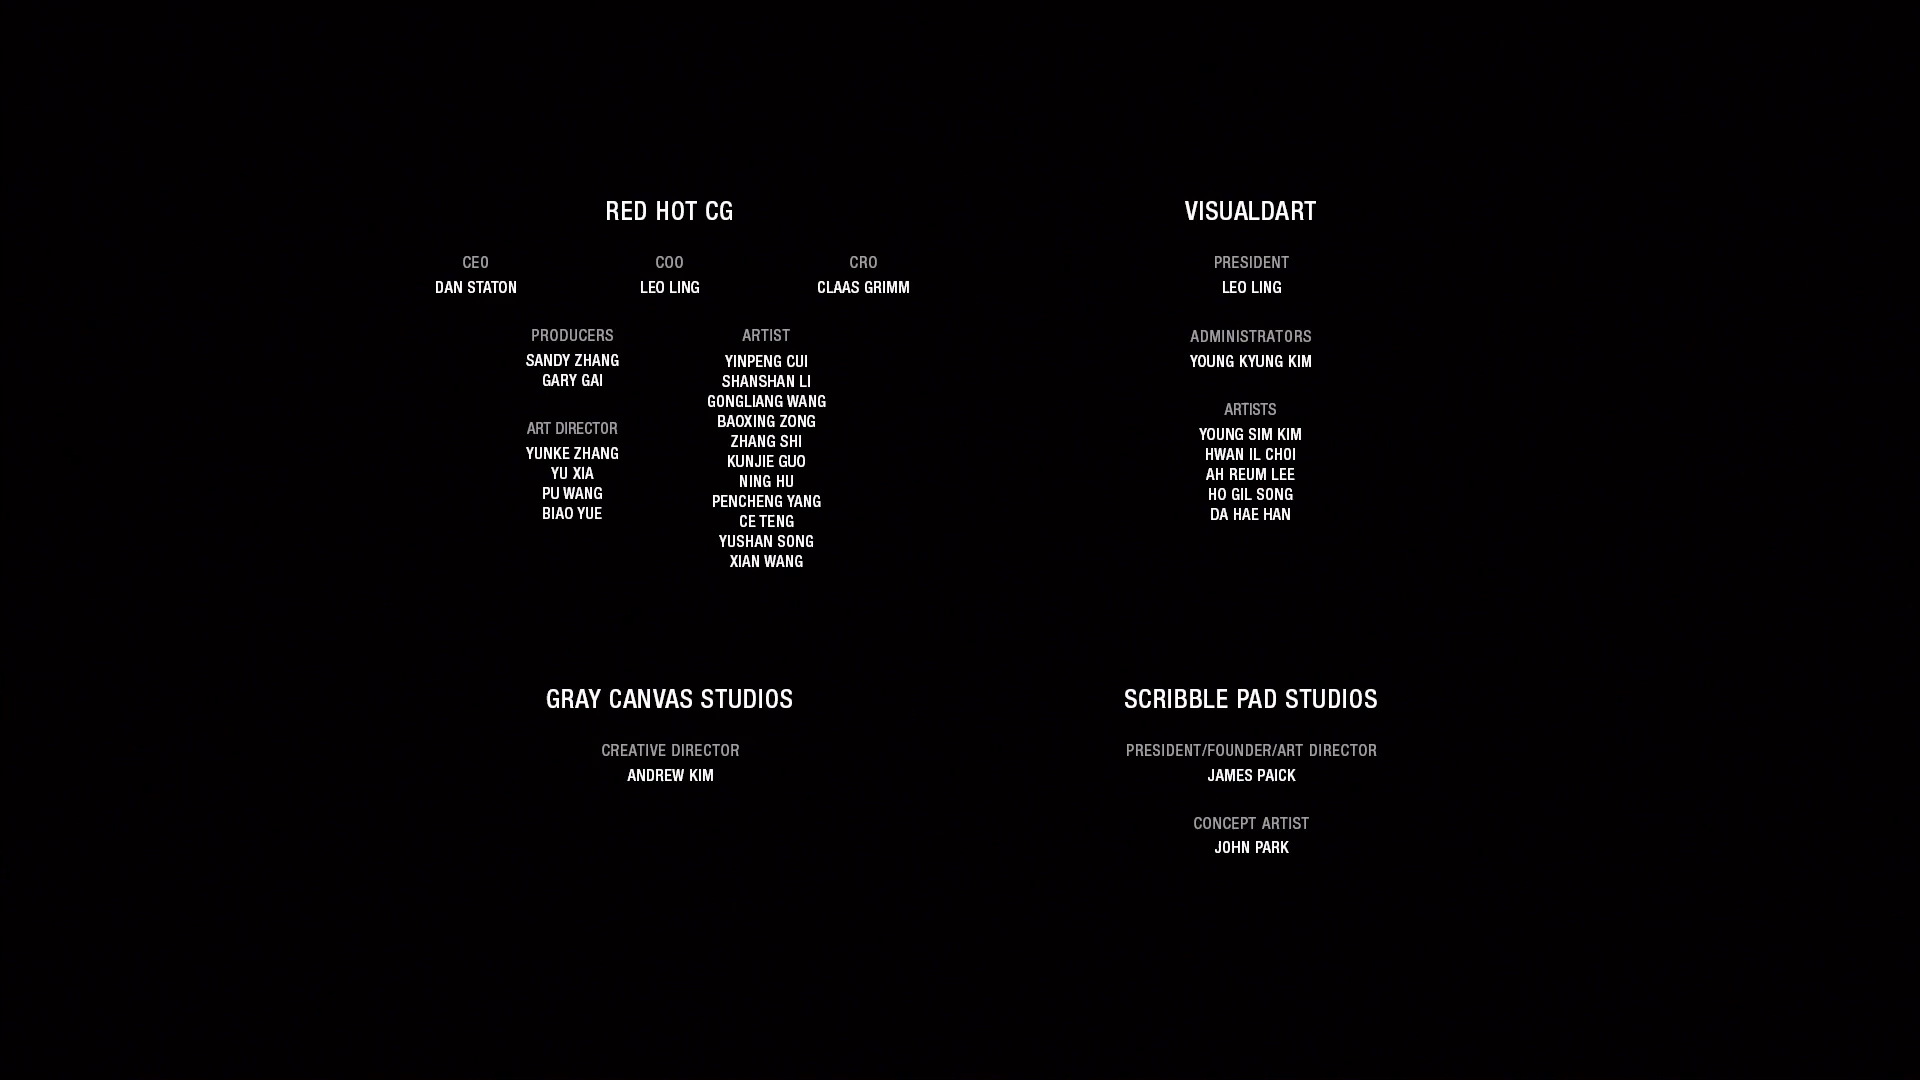 RED HOT CG
CEO
DAN STATON
COO
LEO LING
CRO
CLAAS GRIMM
PRODUCERS
SANDY ZHANG
GARY GAI
ART DIRECTOR
YUNKE ZHANG
YU XIA
PU WANG
BIAO YUE
ARTIST
YINPENG CUI
SHANSHAN LI
GONGLIANG WANG
BAOXING ZONG
ZHANG SHI
KUNJIE GUO
NING HU
PENCHENG YANG
CE TENG
YUSHAN SONG
XIAN WANG
VISUALDART
PRESIDENT
LEO LING
ADMINISTRATORS
YOUNG KYUNG KIM
ARTISTS
YOUNG SIM KIM
HWAN IL CHOI
AH REUM LEE
HO GIL SONG
DA HAE HAN
GRAY CANVAS STUDIOS
CREATIVE DIRECTOR
ANDREW KIM
SCRIBBLE PAD STUDIOS
PRESIDENT/FOUNDER/ART DIRECTOR
JAMES PAICK
CONCEPT ARTIST
JOHN PARK